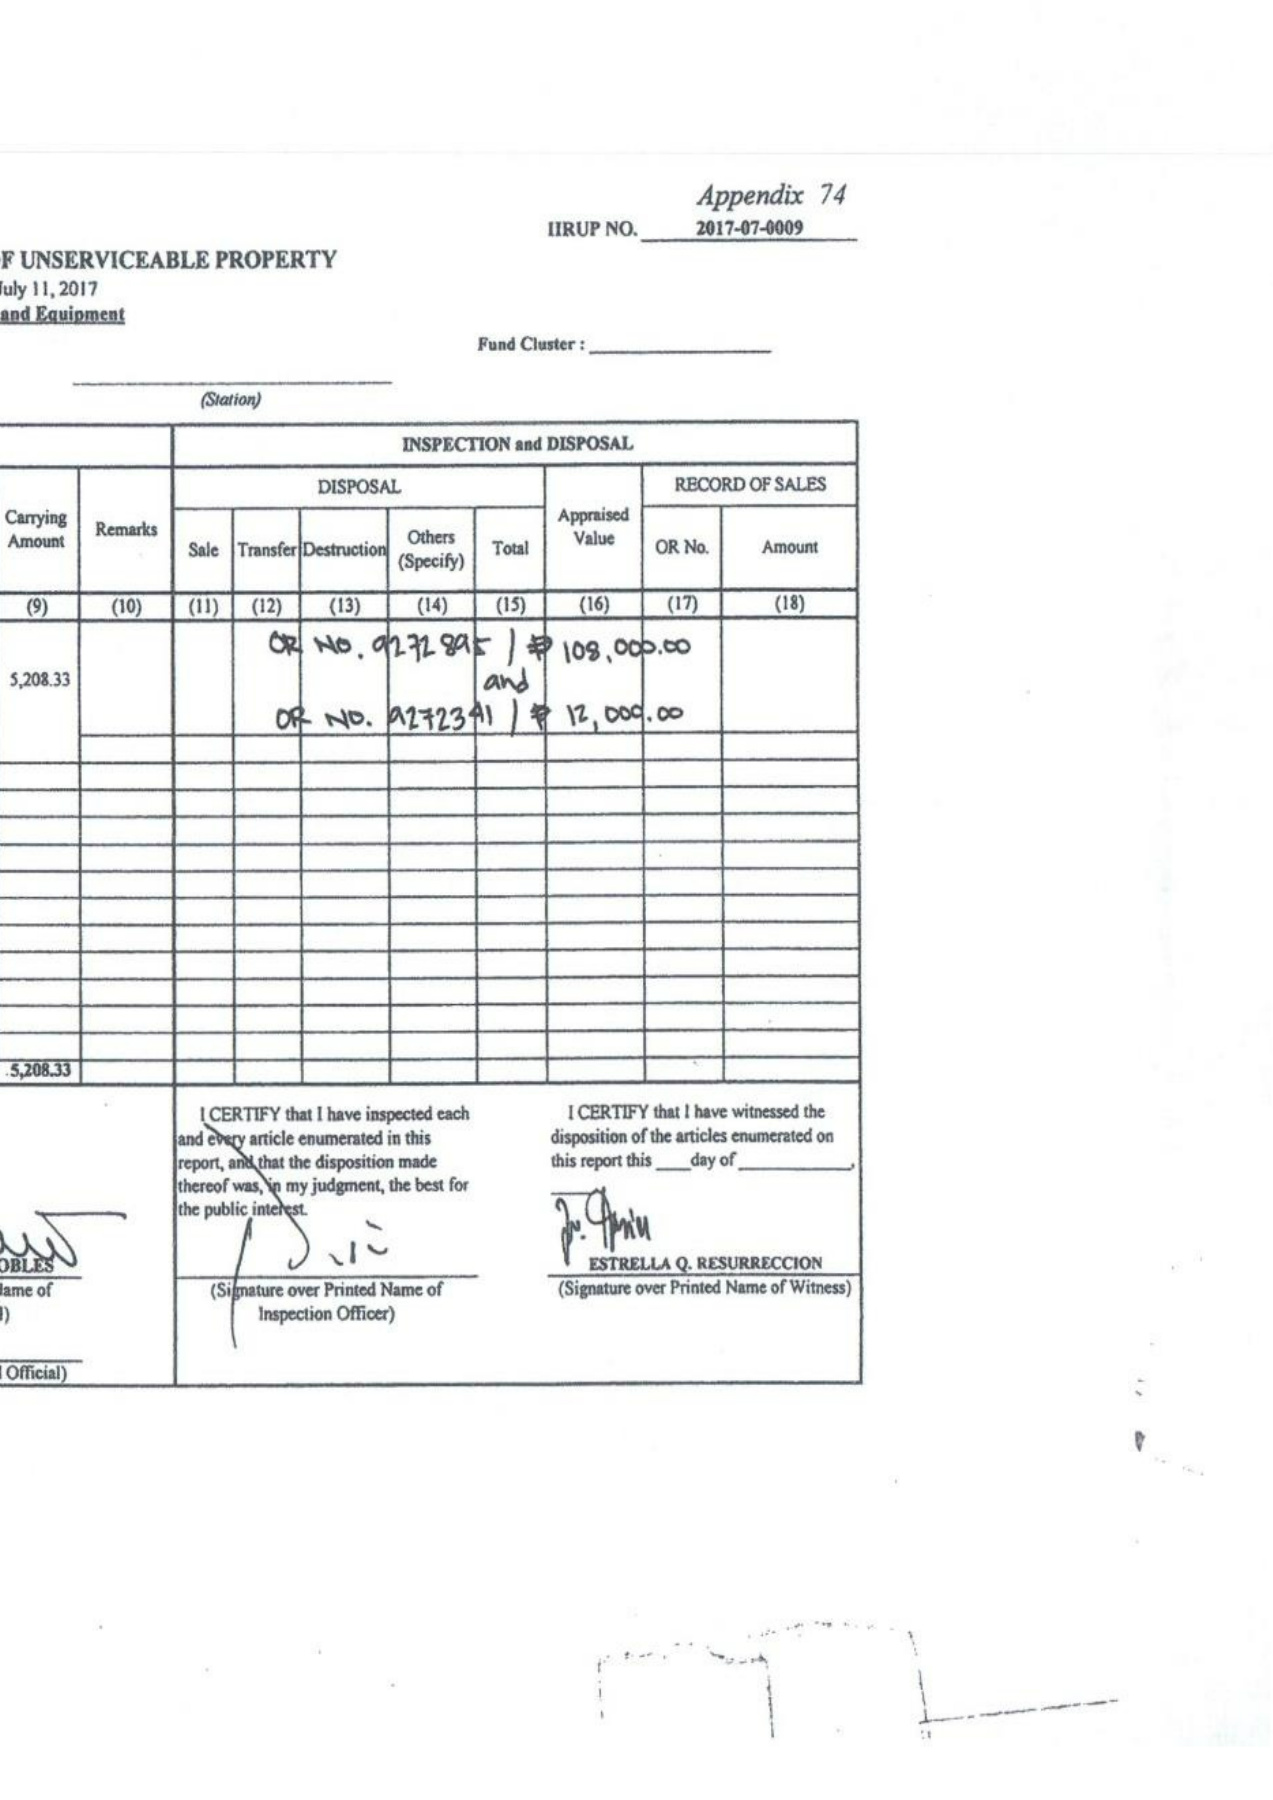 Appendix 74
IIRUP NO. 2017-07-0009
F UNSERVICEABLE PROPERTY
July 11, 2017
and Equipment
Fund Cluster :
(Station)
INSPECTION and DISPOSAL
DISPOSAL
RECORD OF SALES
Carrying Amount
Remarks
Sale
Transfer
Destruction
Others (Specify)
Total
Appraised Value
OR No.
Amount
(9) (10) (11) (12) (13) (14) (15) (16) (17) (18)
OR NO. 9272895 / ₱ 108,000.00
5,208.33
and
OR NO. 9272391 / ₱ 12,000.00
5,208.33
I CERTIFY that I have inspected each
and every article enumerated in this
report, and that the disposition made
thereof was, in my judgment, the best for
the public interest.
I CERTIFY that I have witnessed the
disposition of the articles enumerated on
this report this ____day of ____________,
OBLES
ESTRELLA Q. RESURRECCION
Name of
(Signature over Printed Name of
Inspection Officer)
(Signature over Printed Name of Witness)
l Official)